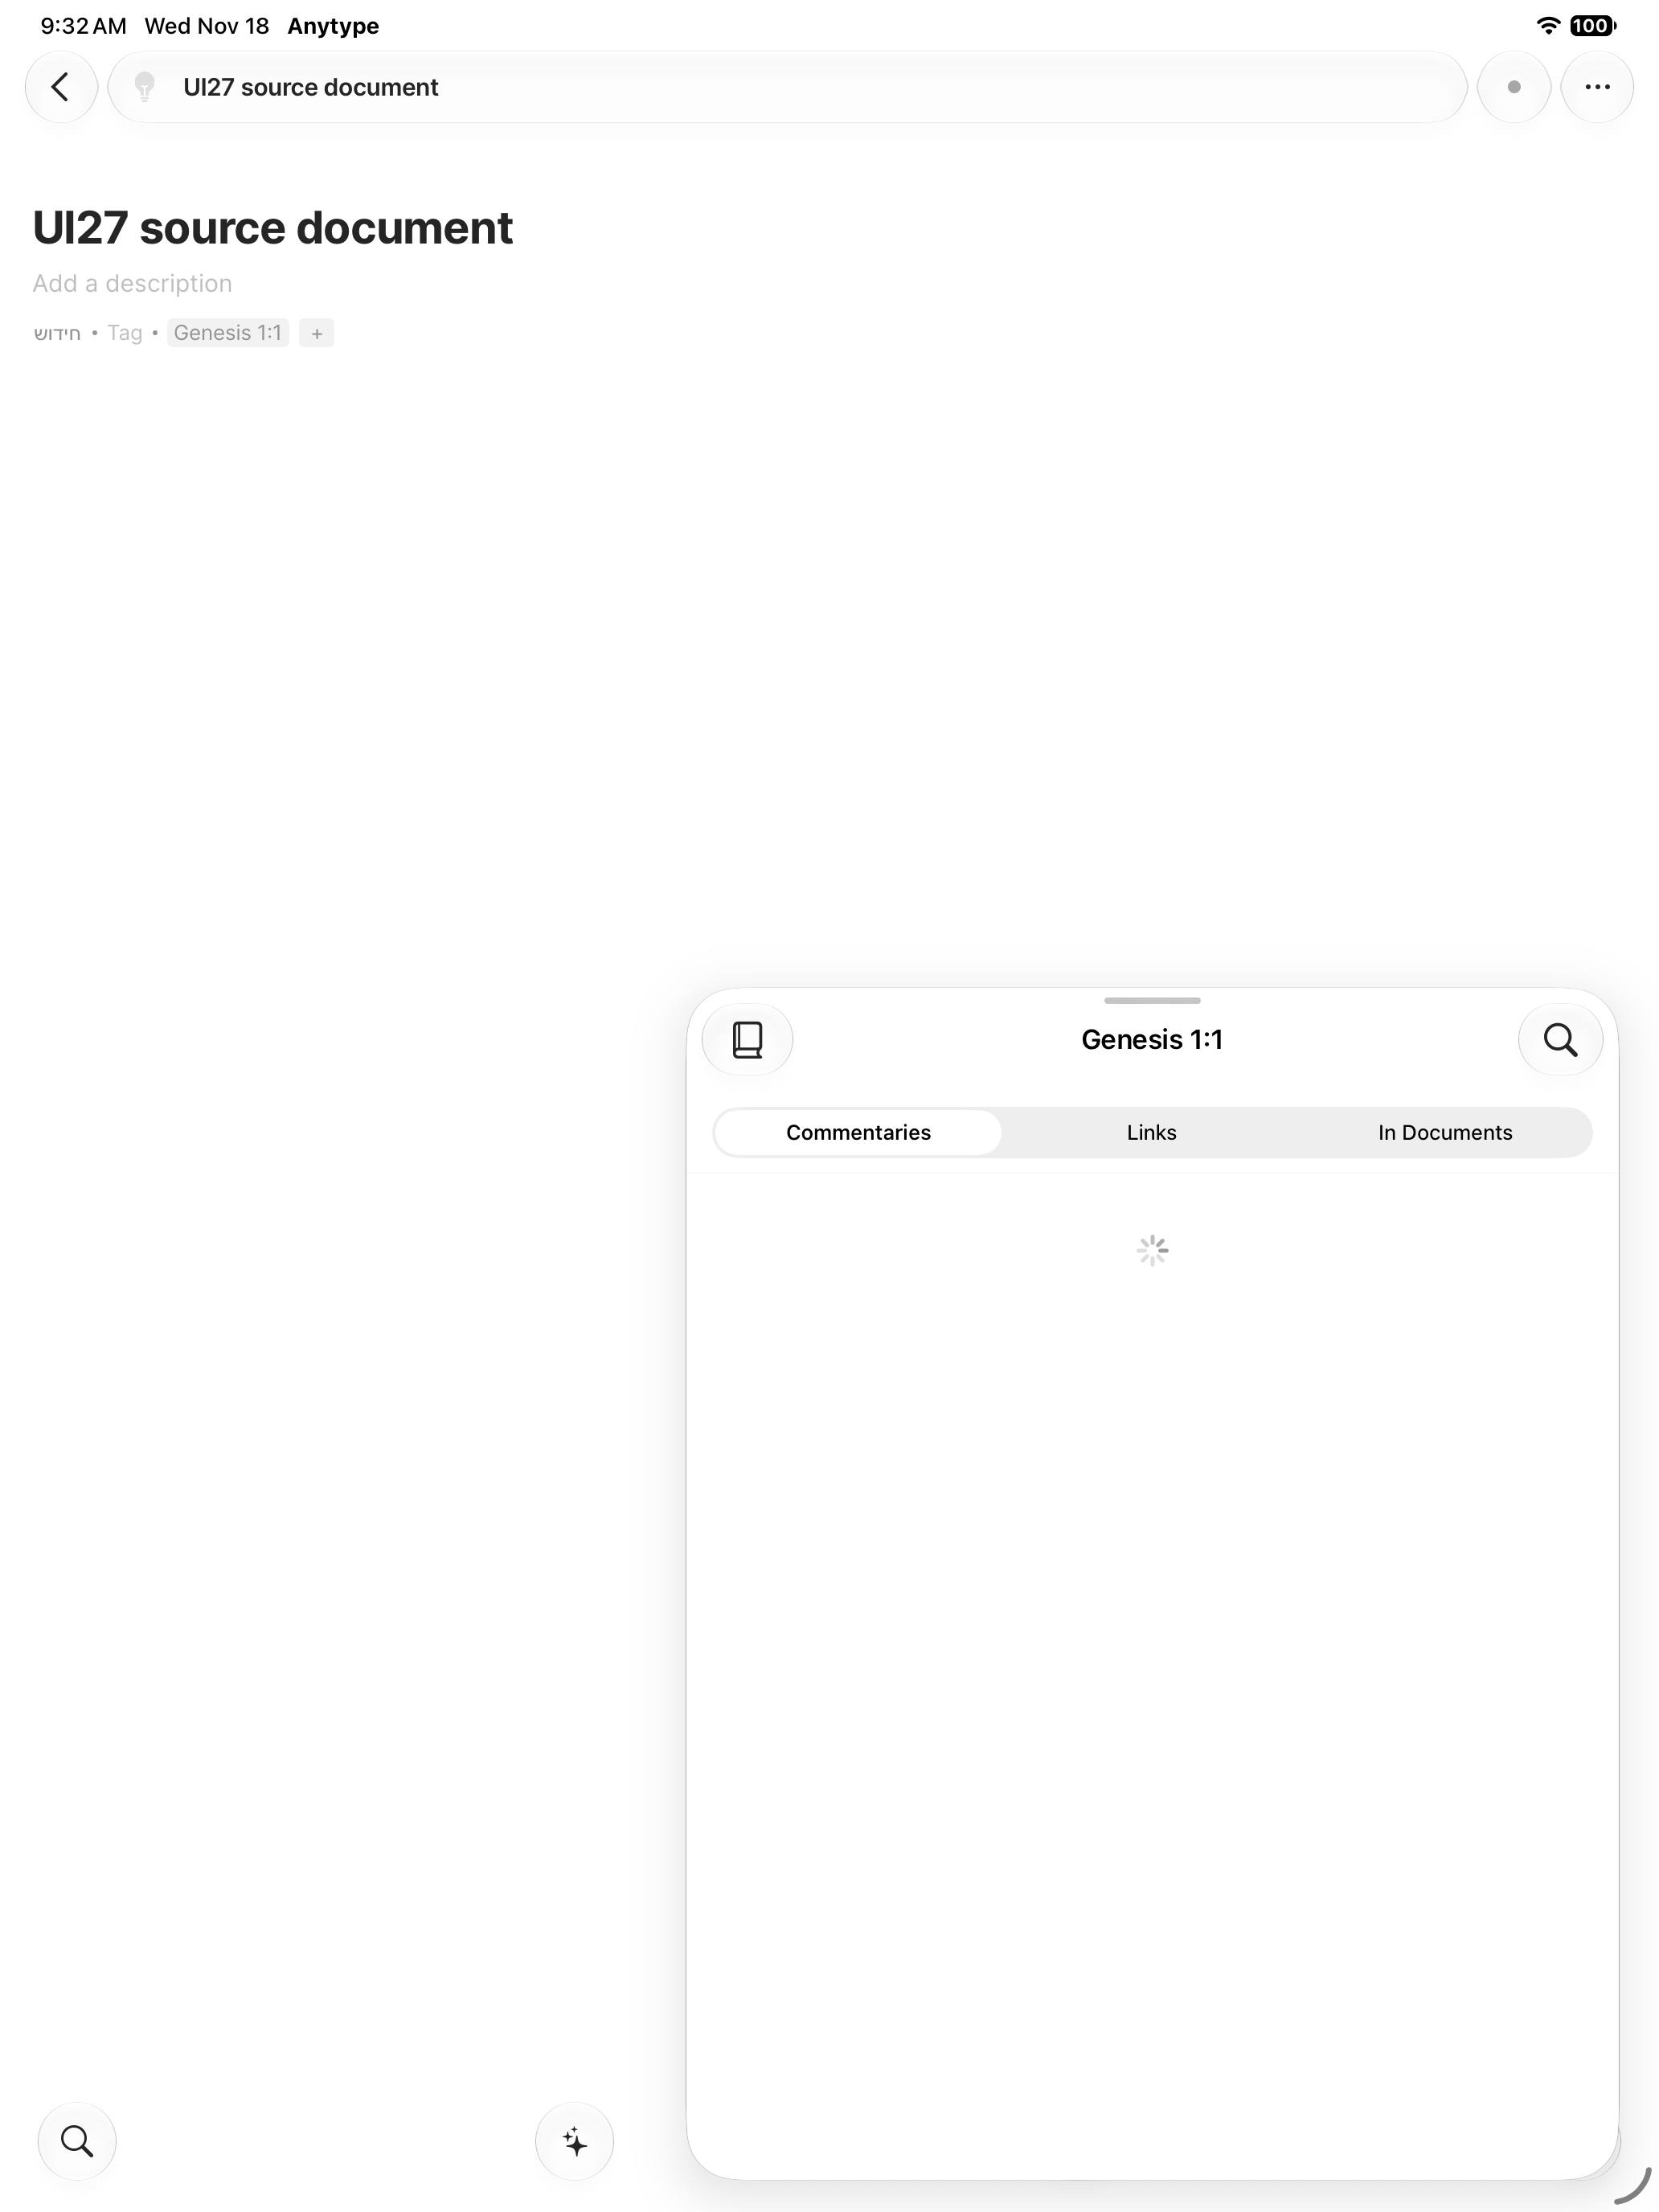 9:32 AM Wed Nov 18 Anytype
100
UI27 source document
UI27 source document
Add a description
חידוש • Tag • Genesis 1:1 +
Genesis 1:1
Commentaries Links In Documents